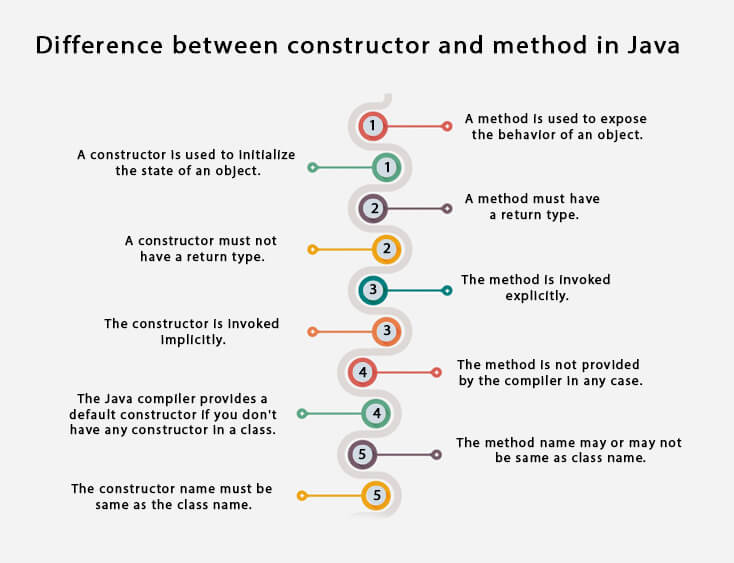 Difference between constructor and method in Java
1
A method is used to expose
the behavior of an object.
A constructor is used to initialize
the state of an object.
1
2
A method must have
a return type.
A constructor must not
have a return type.
2
3
The method is invoked
explicitly.
The constructor is invoked
implicitly.
3
4
The method is not provided
by the compiler in any case.
The Java compiler provides a
default constructor if you don't
have any constructor in a class.
4
5
The method name may or may not
be same as class name.
The constructor name must be
same as the class name.
5